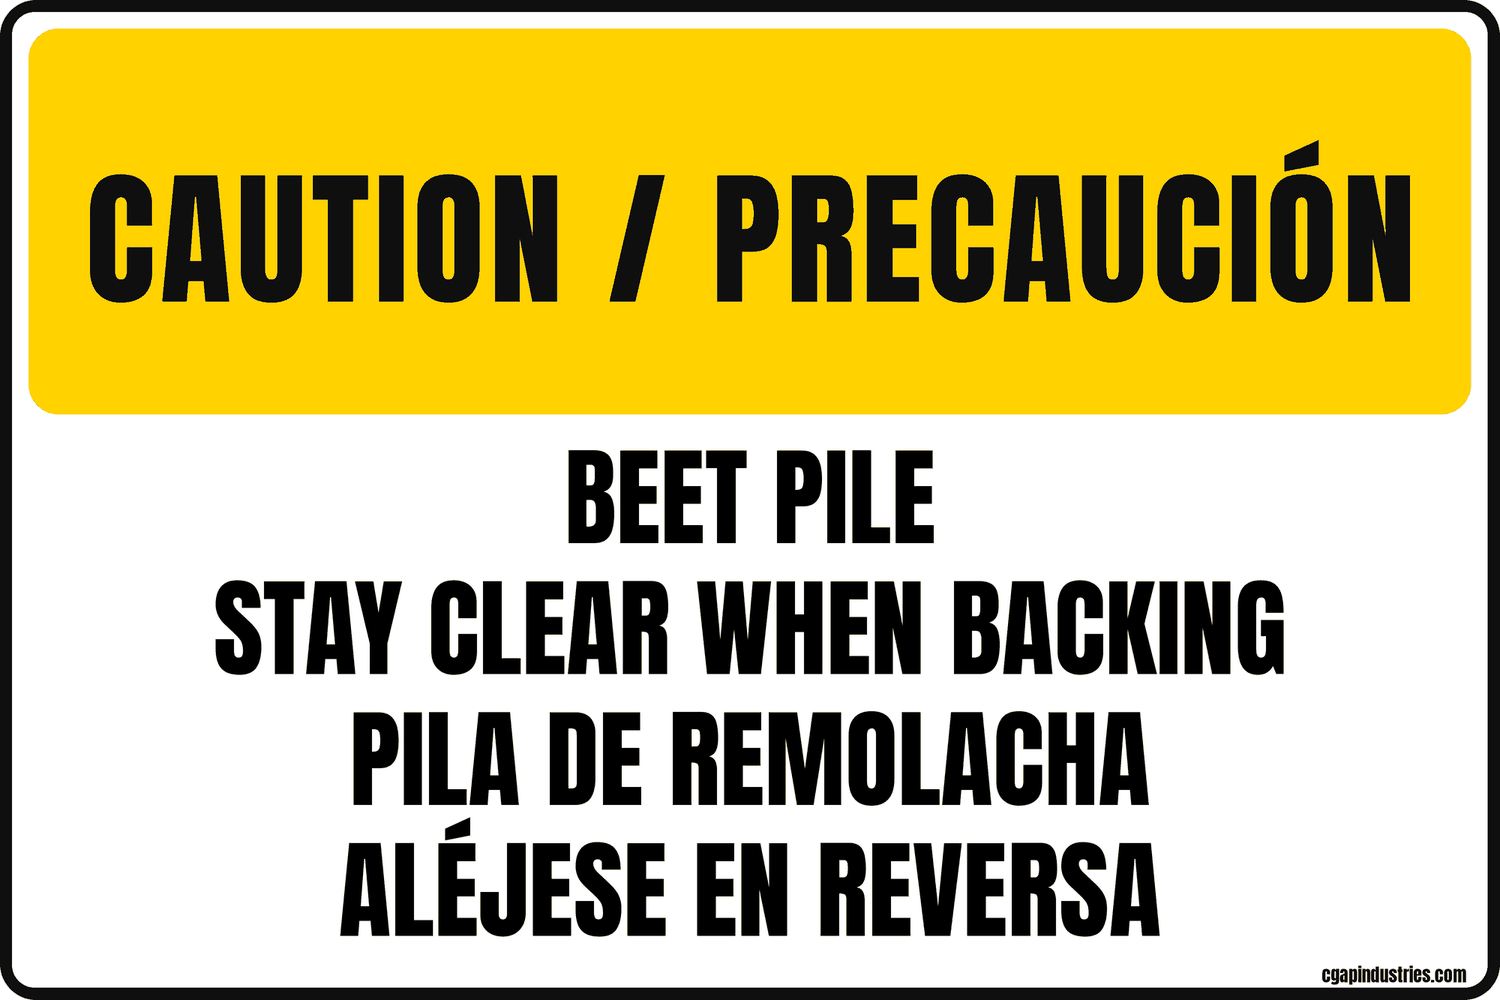 CAUTION / PRECAUCIÓN
BEET PILE
STAY CLEAR WHEN BACKING
PILA DE REMOLACHA
ALÉJESE EN REVERSA
cgapindustries.com